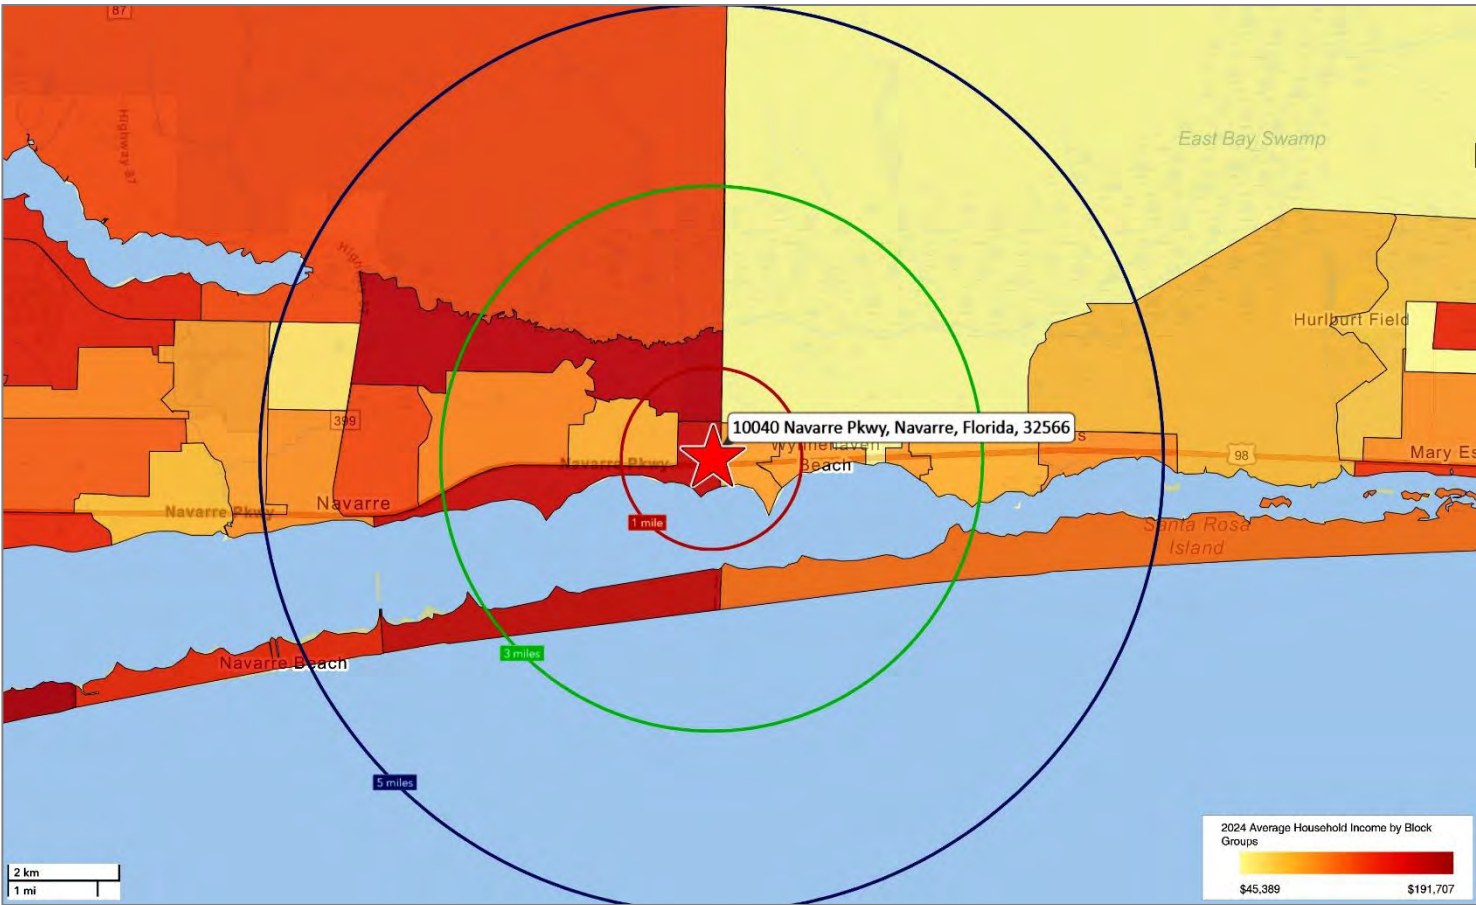 87
Highway 87
East Bay Swamp
Hurlburt Field
399
10040 Navarre Pkwy, Navarre, Florida, 32566
Wynnehaven
Beach
98
Mary Es
Navarre Pkwy
Navarre
Navarre Pkwy
1 mile
Santa Rosa
Island
3 miles
Navarre Beach
5 miles
2024 Average Household Income by Block
Groups
$45,389
$191,707
2 km
1 mi